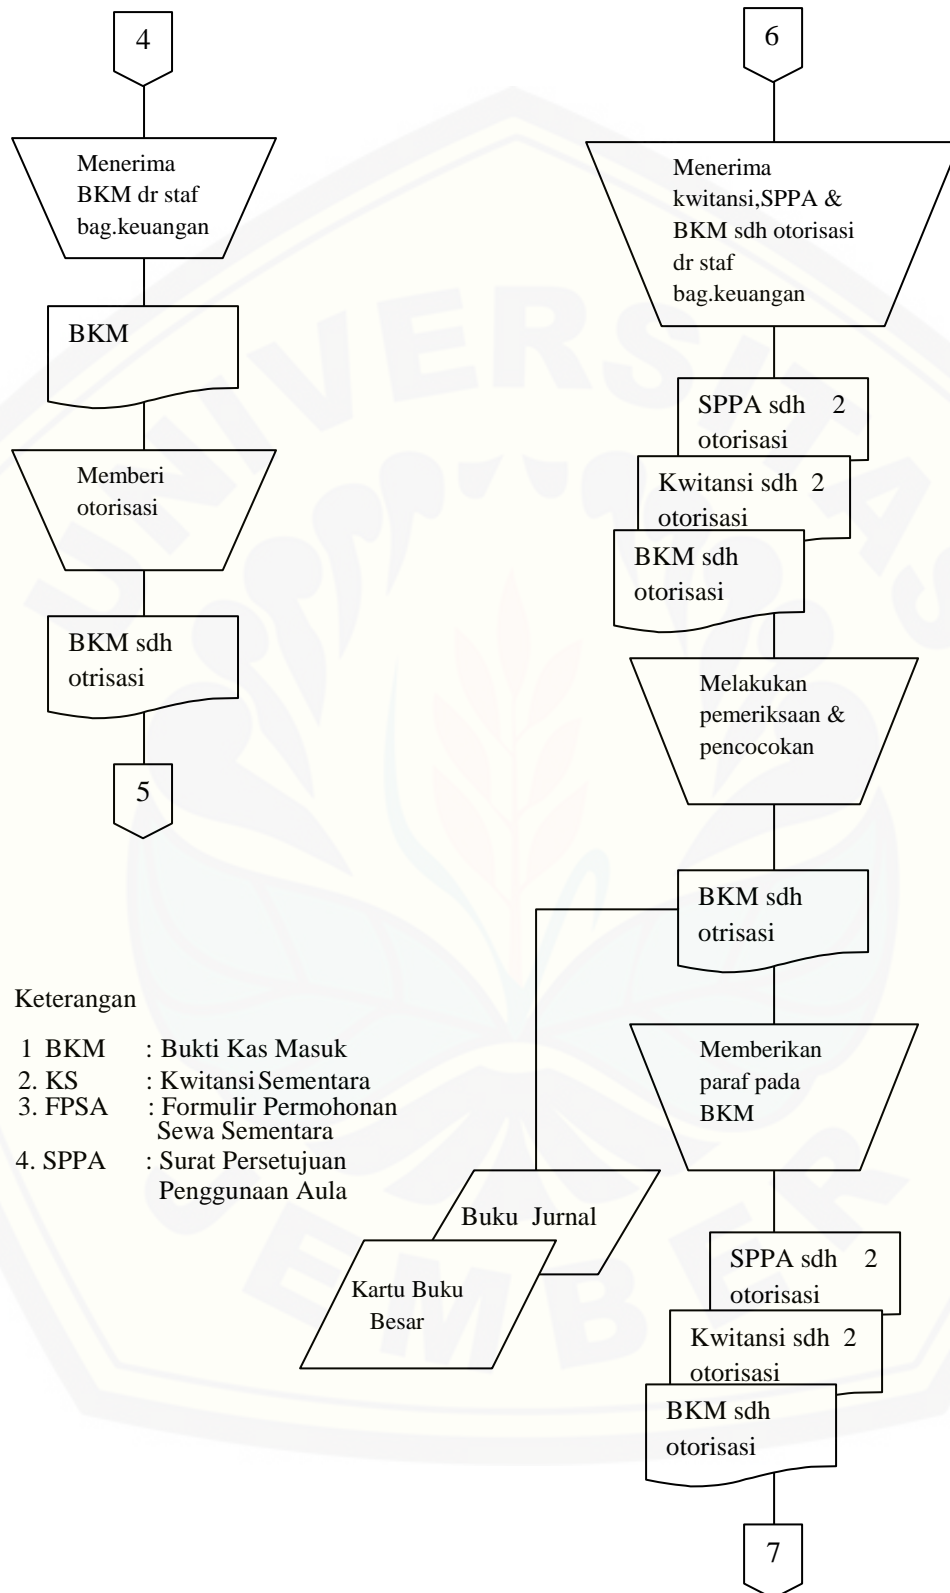 4
Menerima
BKM dr staf
bag.keuangan
BKM
Memberi
otorisasi
BKM sdh
otrisasi
5
Keterangan
1 BKM : Bukti Kas Masuk
2. KS : Kwitansi Sementara
3. FPSA : Formulir Permohonan
Sewa Sementara
4. SPPA : Surat Persetujuan
Penggunaan Aula
6
Menerima
kwitansi,SPPA &
BKM sdh otorisasi
dr staf
bag.keuangan
SPPA sdh 2
otorisasi
Kwitansi sdh 2
otorisasi
BKM sdh
otorisasi
Melakukan
pemeriksaan &
pencocokan
BKM sdh
otrisasi
Memberikan
paraf pada
BKM
Buku Jurnal
Kartu Buku
Besar
SPPA sdh 2
otorisasi
Kwitansi sdh 2
otorisasi
BKM sdh
otorisasi
7
UNIVERSITAS
JEMBER